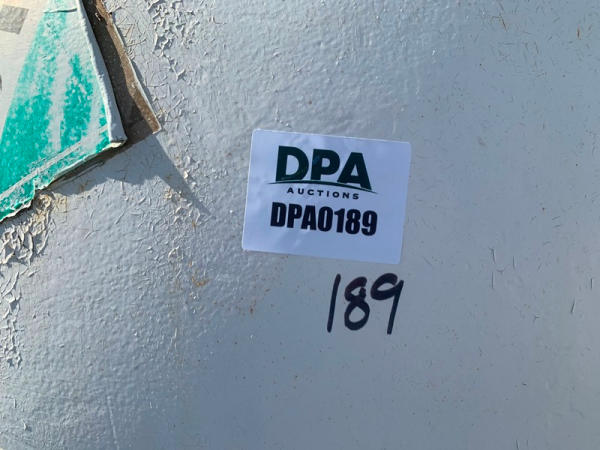 DPA
AUCTIONS
DPA0189
189